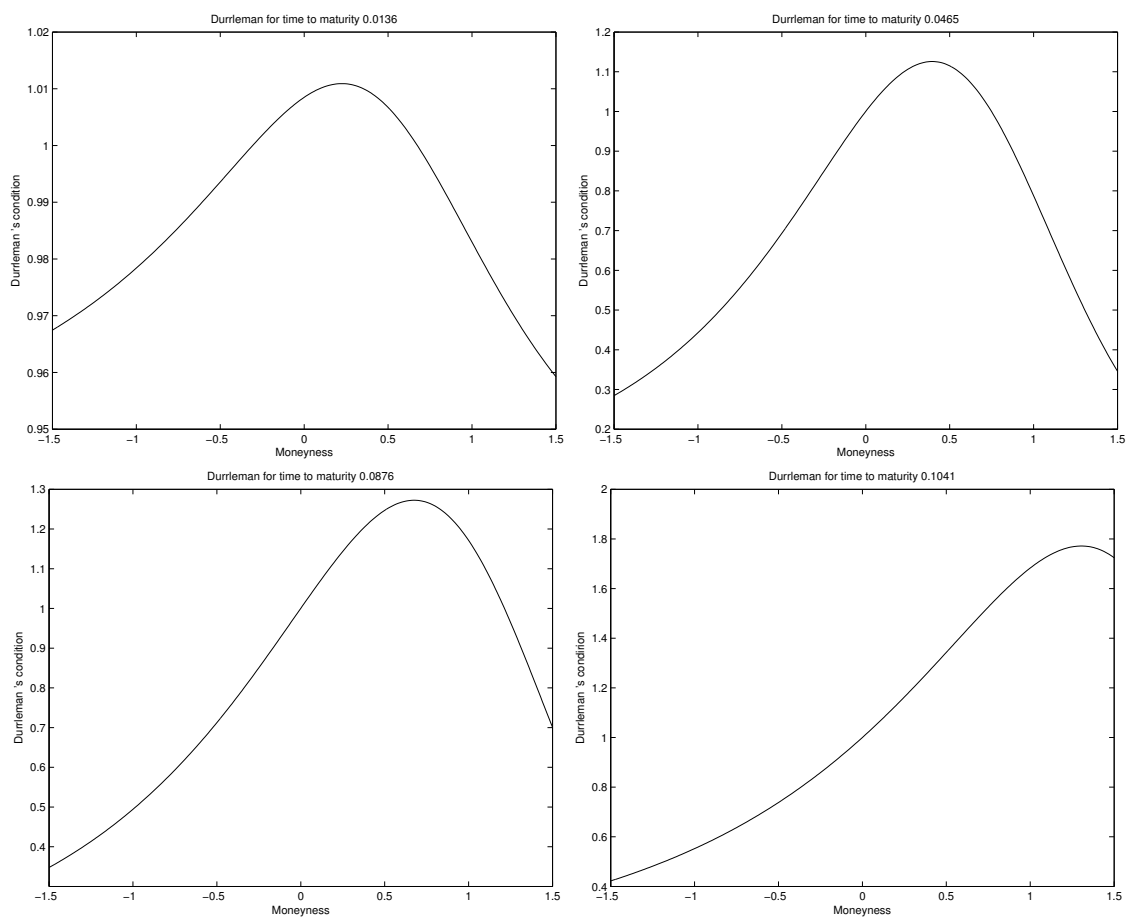 Durrleman for time to maturity 0.0136
1.02
1.01
1
0.99
0.98
0.97
0.96
0.95
Durrleman 's condition
−1.5 −1 −0.5 0 0.5 1 1.5
Moneyness
Durrleman for time to maturity 0.0465
1.2
1.1
1
0.9
0.8
0.7
0.6
0.5
0.4
0.3
0.2
Durrleman 's condition
−1.5 −1 −0.5 0 0.5 1 1.5
Moneyness
Durrleman for time to maturity 0.0876
1.3
1.2
1.1
1
0.9
0.8
0.7
0.6
0.5
0.4
Durrleman 's condition
−1.5 −1 −0.5 0 0.5 1 1.5
Moneyness
Durrleman for time to maturity 0.1041
2
1.8
1.6
1.4
1.2
1
0.8
0.6
0.4
Durrleman 's condirion
−1.5 −1 −0.5 0 0.5 1 1.5
Moneyness